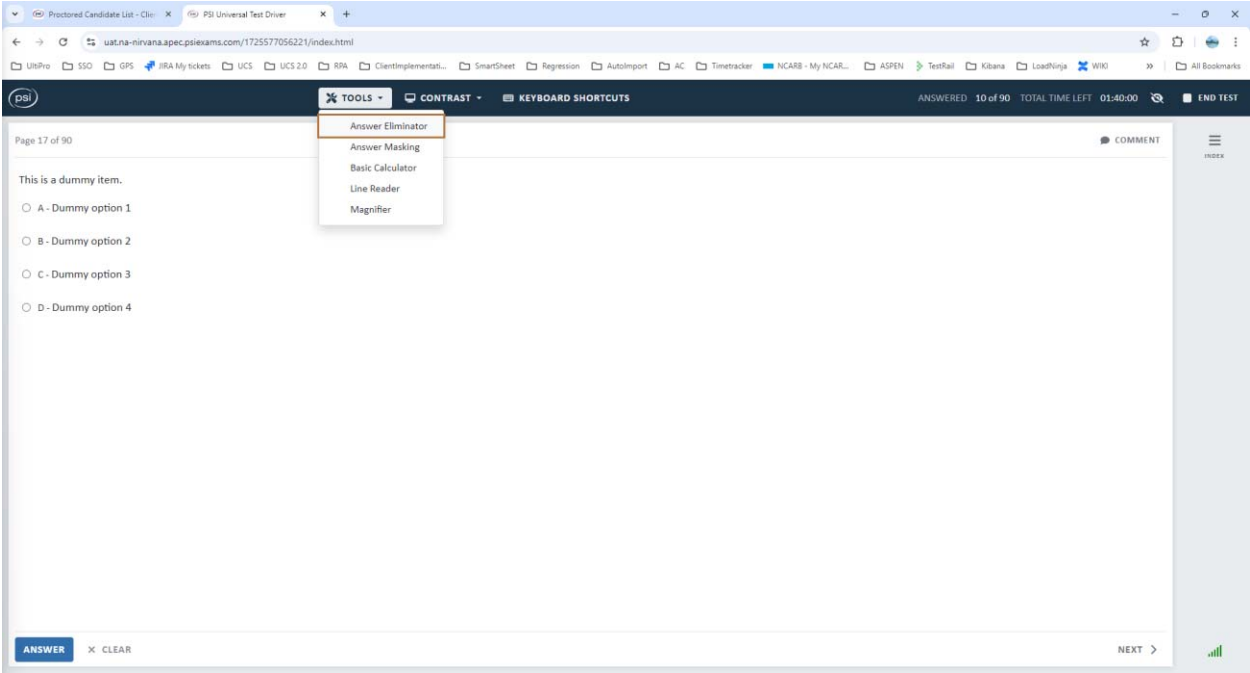 Proctored Candidate List - Clie
PSI Universal Test Driver
uat.na-nirvana.apec.psiexams.com/1725577056221/index.html
UltiPro SSO GPS JIRA My tickets UCS UCS 2.0 RPA ClientImplementati... SmartSheet Regression AutoImport AC Timetracker NCARB - My NCAR... ASPEN TestRail Kibana LoadNinja WIKI » All Bookmarks
psi TOOLS CONTRAST KEYBOARD SHORTCUTS ANSWERED 10 of 90 TOTAL TIME LEFT 01:40:00 END TEST
Answer Eliminator
Answer Masking
Basic Calculator
Line Reader
Magnifier
Page 17 of 90
COMMENT
INDEX
This is a dummy item.
A - Dummy option 1
B - Dummy option 2
C - Dummy option 3
D - Dummy option 4
ANSWER X CLEAR NEXT >